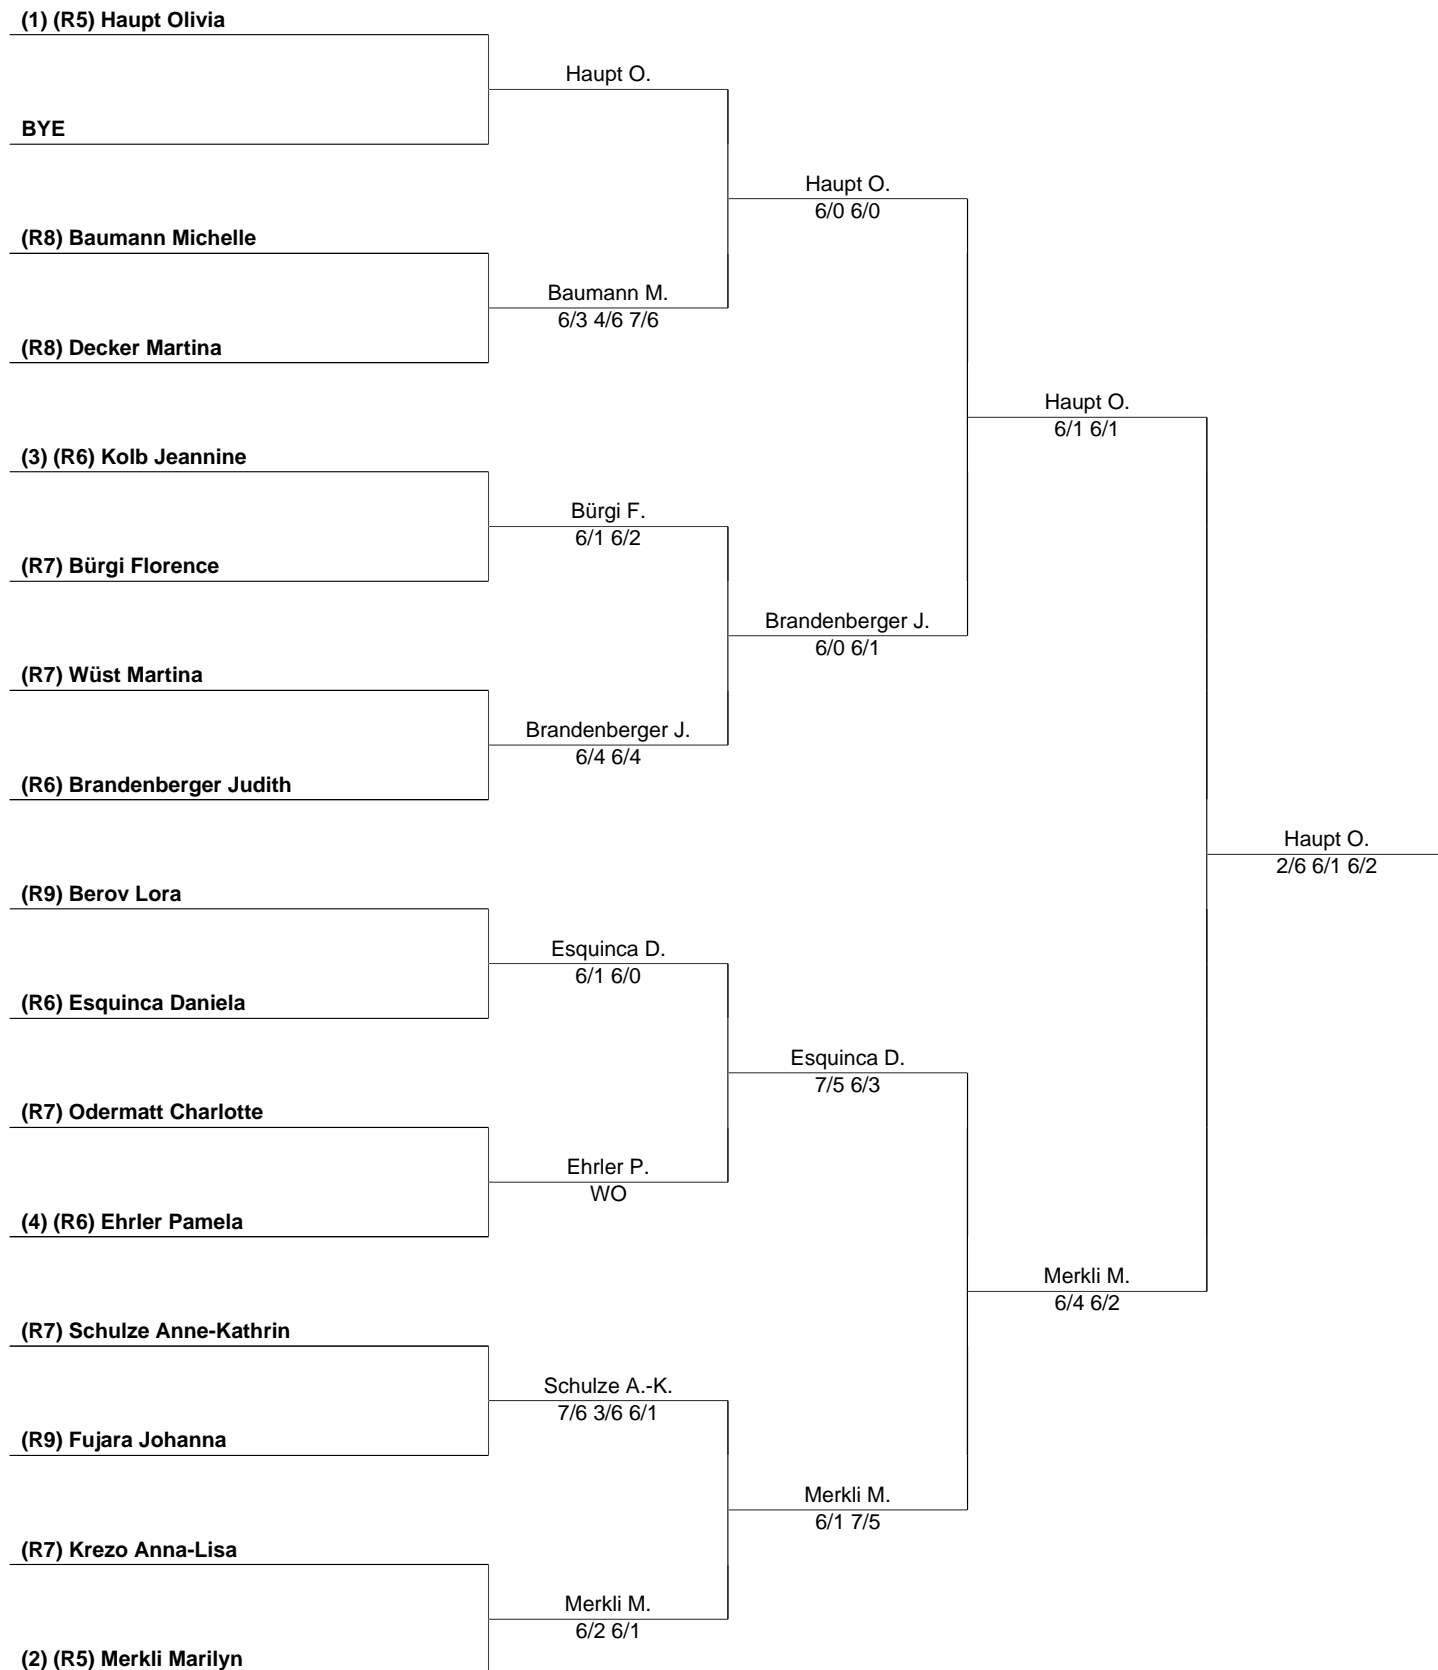 (1) (R5) Haupt Olivia
Haupt O.
BYE
Haupt O.
6/0 6/0
(R8) Baumann Michelle
Baumann M.
6/3 4/6 7/6
(R8) Decker Martina
Haupt O.
6/1 6/1
(3) (R6) Kolb Jeannine
Bürgi F.
6/1 6/2
(R7) Bürgi Florence
Brandenberger J.
6/0 6/1
(R7) Wüst Martina
Brandenberger J.
6/4 6/4
(R6) Brandenberger Judith
Haupt O.
2/6 6/1 6/2
(R9) Berov Lora
Esquinca D.
6/1 6/0
(R6) Esquinca Daniela
Esquinca D.
7/5 6/3
(R7) Odermatt Charlotte
Ehrler P.
WO
(4) (R6) Ehrler Pamela
Merkli M.
6/4 6/2
(R7) Schulze Anne-Kathrin
Schulze A.-K.
7/6 3/6 6/1
(R9) Fujara Johanna
Merkli M.
6/1 7/5
(R7) Krezo Anna-Lisa
Merkli M.
6/2 6/1
(2) (R5) Merkli Marilyn